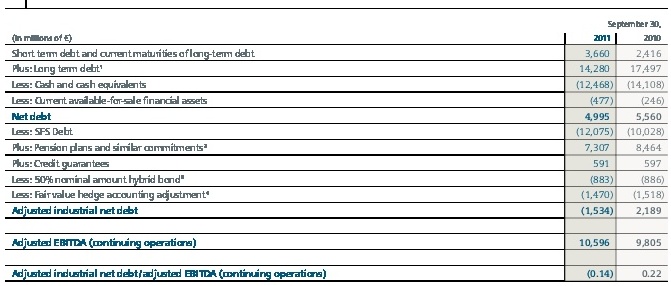 September 30,
(in millions of €) 2011 2010
Short term debt and current maturities of long-term debt 3,660 2,416
Plus: Long term debt¹ 14,280 17,497
Less: Cash and cash equivalents (12,468) (14,108)
Less: Current available-for-sale financial assets (477) (246)
Net debt 4,995 5,560
Less: SFS Debt (12,075) (10,028)
Plus: Pension plans and similar commitments² 7,307 8,464
Plus: Credit guarantees 591 597
Less: 50% nominal amount hybrid bond³ (883) (886)
Less: Fair value hedge accounting adjustment⁴ (1,470) (1,518)
Adjusted industrial net debt (1,534) 2,189
Adjusted EBITDA (continuing operations) 10,596 9,805
Adjusted industrial net debt/adjusted EBITDA (continuing operations) (0.14) 0.22